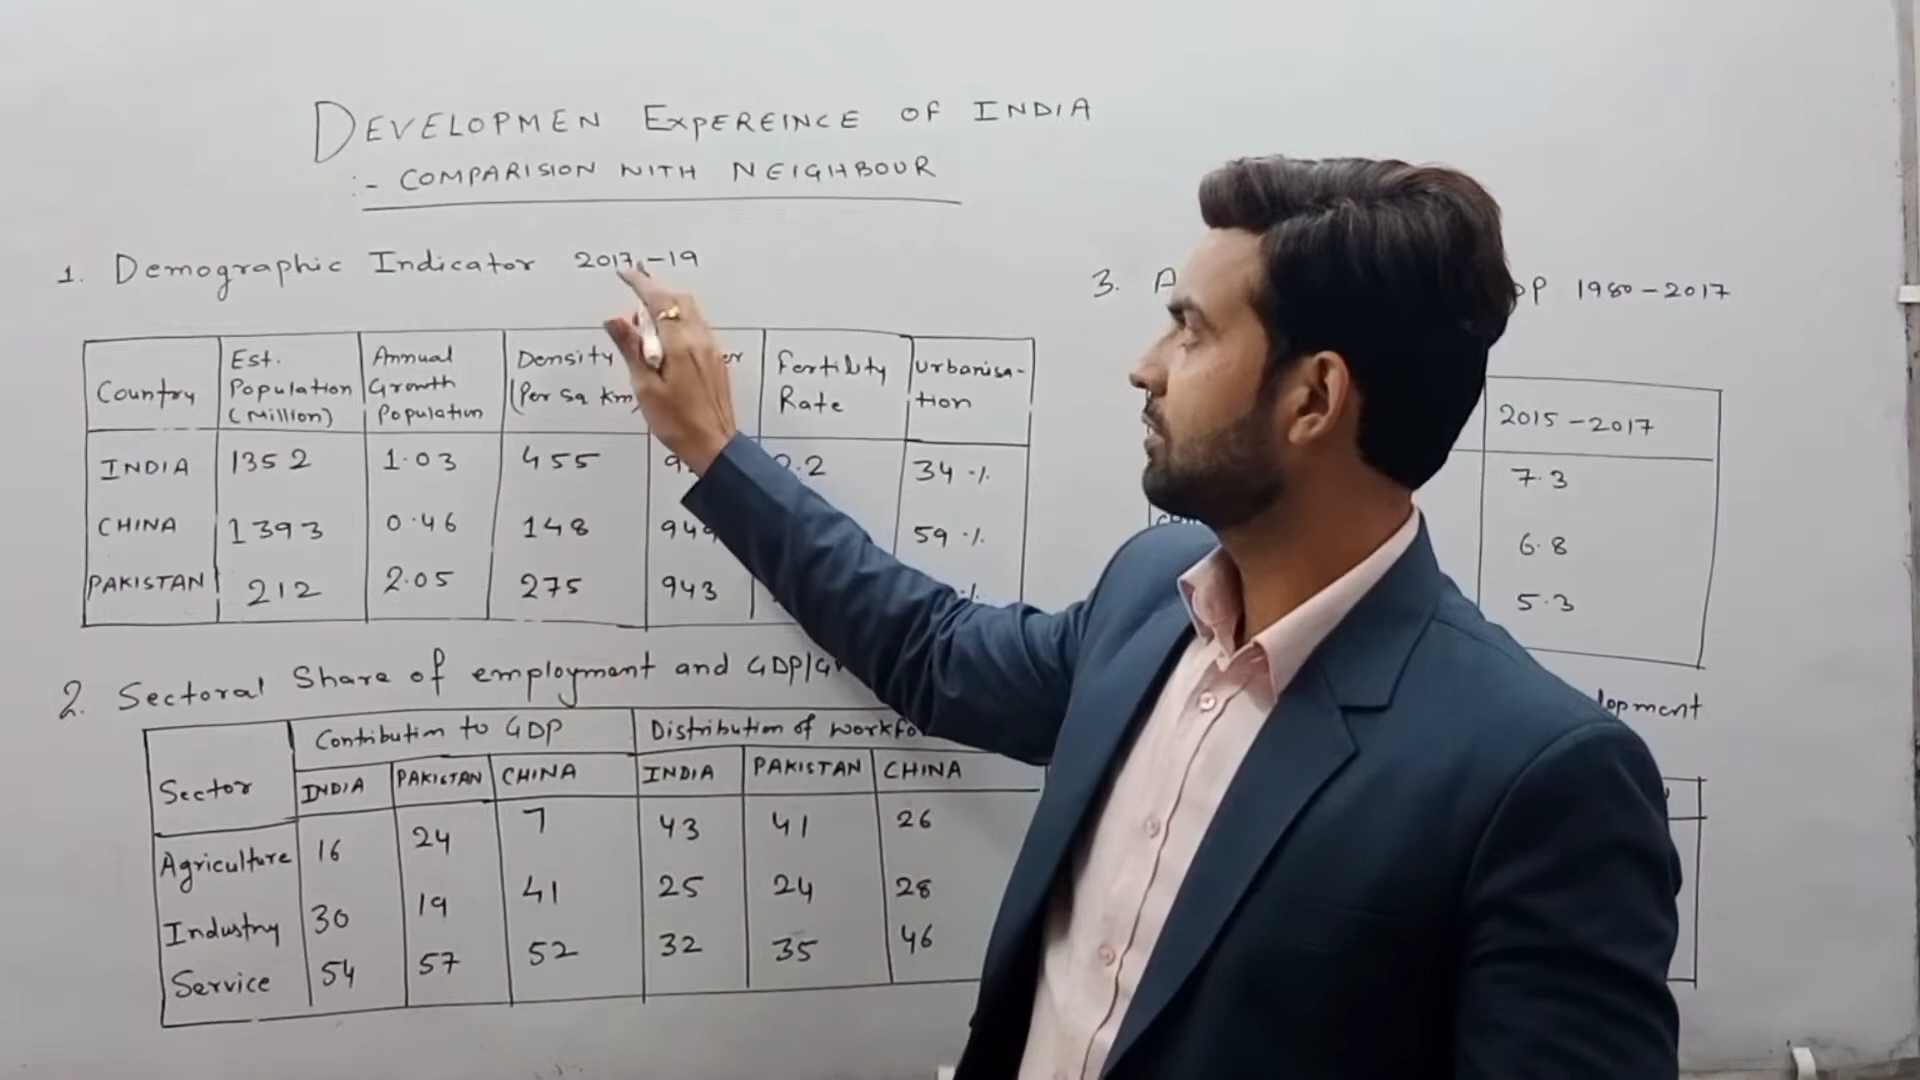 DEVELOPMEN EXPEREINCE OF INDIA
:- COMPARISION WITH NEIGHBOUR
1. Demographic Indicator 2017-19
Country Est. Population (Million) Annual Growth Population Density (Per Sq Km) Fertility Rate Urbanisa-tion
INDIA 1352 1.03 455 34 %
CHINA 1393 0.46 148 949 59 %
PAKISTAN 212 2.05 275 943 %
2. Sectoral Share of employment and GDP/
Sector Contribution to GDP Distribution of
INDIA PAKISTAN CHINA INDIA PAKISTAN CHINA
Agriculture 16 24 7 43 41 26
Industry 30 19 41 25 24 28
Service 54 57 52 32 35 46
3. 1980-2017
2015-2017
7.3
6.8
5.3